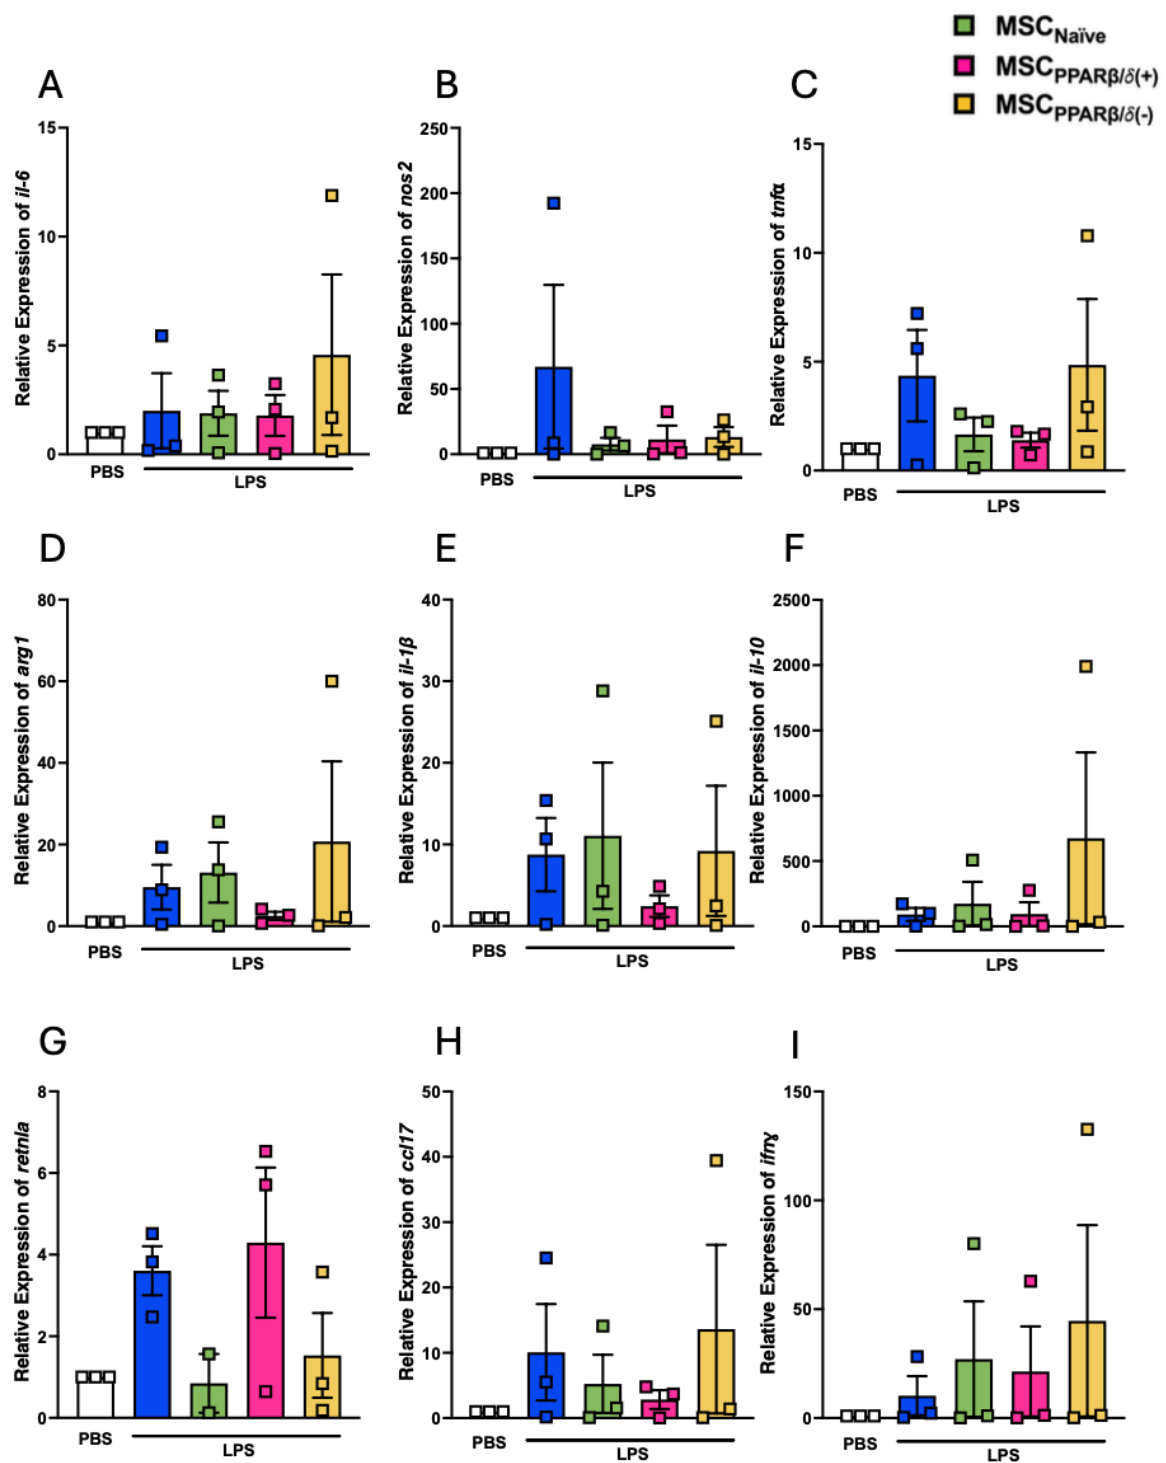 MSCNaïve
MSCPPARβ/δ(+)
MSCPPARβ/δ(-)
A
Relative Expression of il-6
15
10
5
0
PBS
LPS
B
Relative Expression of nos2
250
200
150
100
50
0
PBS
LPS
C
Relative Expression of tnfα
15
10
5
0
PBS
LPS
D
Relative Expression of arg1
80
60
40
20
0
PBS
LPS
E
Relative Expression of il-1β
40
30
20
10
0
PBS
LPS
F
Relative Expression of il-10
2500
2000
1500
1000
500
0
PBS
LPS
G
Relative Expression of retnla
8
6
4
2
0
PBS
LPS
H
Relative Expression of ccl17
50
40
30
20
10
0
PBS
LPS
I
Relative Expression of ifnɣ
150
100
50
0
PBS
LPS